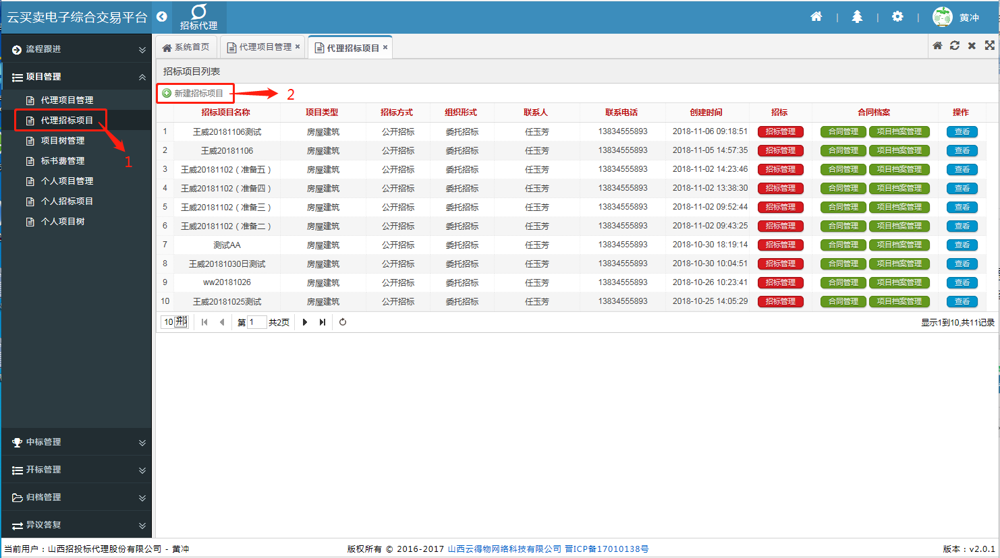 云买卖电子综合交易平台
招标代理
黄冲
流程跟进
项目管理
代理项目管理
代理招标项目
项目树管理
标书费管理
个人项目管理
个人招标项目
个人项目树
中标管理
开标管理
归档管理
异议答复
1
系统首页 代理项目管理 × 代理招标项目 ×
招标项目列表
新建招标项目 2
招标项目名称 项目类型 招标方式 组织形式 联系人 联系电话 创建时间 招标 合同档案 操作
1 王威20181106测试 房屋建筑 公开招标 委托招标 任玉芳 13834555893 2018-11-06 09:18:51 招标管理 合同管理 项目档案管理 查看
2 王威20181106 房屋建筑 公开招标 委托招标 任玉芳 13834555893 2018-11-05 14:57:35 招标管理 合同管理 项目档案管理 查看
3 王威20181102（准备五） 房屋建筑 公开招标 委托招标 任玉芳 13834555893 2018-11-02 14:23:46 招标管理 合同管理 项目档案管理 查看
4 王威20181102（准备四） 房屋建筑 公开招标 委托招标 任玉芳 13834555893 2018-11-02 13:38:30 招标管理 合同管理 项目档案管理 查看
5 王威20181102（准备三） 房屋建筑 公开招标 委托招标 任玉芳 13834555893 2018-11-02 09:52:44 招标管理 合同管理 项目档案管理 查看
6 王威20181102（准备二） 房屋建筑 公开招标 委托招标 任玉芳 13834555893 2018-11-02 09:43:25 招标管理 合同管理 项目档案管理 查看
7 测试AA 房屋建筑 公开招标 委托招标 任玉芳 13834555893 2018-10-30 18:19:14 招标管理 合同管理 项目档案管理 查看
8 王威20181030日测试 房屋建筑 公开招标 委托招标 任玉芳 13834555893 2018-10-30 10:04:51 招标管理 合同管理 项目档案管理 查看
9 ww20181026 房屋建筑 公开招标 委托招标 任玉芳 13834555893 2018-10-26 10:23:41 招标管理 合同管理 项目档案管理 查看
10 王威20181025测试 房屋建筑 公开招标 委托招标 任玉芳 13834555893 2018-10-25 14:05:29 招标管理 合同管理 项目档案管理 查看
10 第 1 共2页 显示1到10,共11记录
当前用户：山西招投标代理股份有限公司 - 黄冲 版权所有 © 2016-2017 山西云得物网络科技有限公司 晋ICP备17010138号 版本：v2.0.1